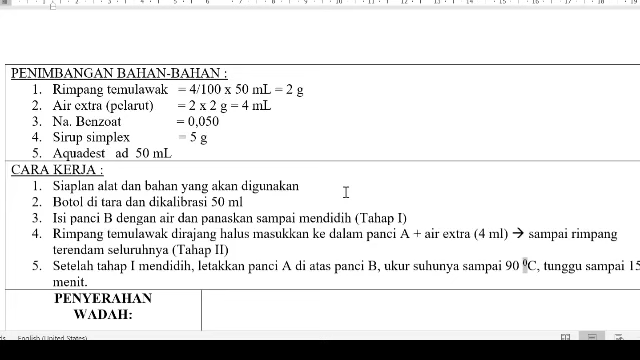 PENIMBANGAN BAHAN-BAHAN :
1. Rimpang temulawak = 4/100 x 50 mL = 2 g
2. Air extra (pelarut) = 2 x 2 g = 4 mL
3. Na. Benzoat = 0,050
4. Sirup simplex = 5 g
5. Aquadest ad 50 mL
CARA KERJA :
1. Siaplan alat dan bahan yang akan digunakan
2. Botol di tara dan dikalibrasi 50 ml
3. Isi panci B dengan air dan panaskan sampai mendidih (Tahap I)
4. Rimpang temulawak dirajang halus masukkan ke dalam panci A + air extra (4 ml) → sampai rimpang
terendam seluruhnya (Tahap II)
5. Setelah tahap I mendidih, letakkan panci A di atas panci B, ukur suhunya sampai 90 ⁰C, tunggu sampai 15
menit.
PENYERAHAN
WADAH:
English (United States)